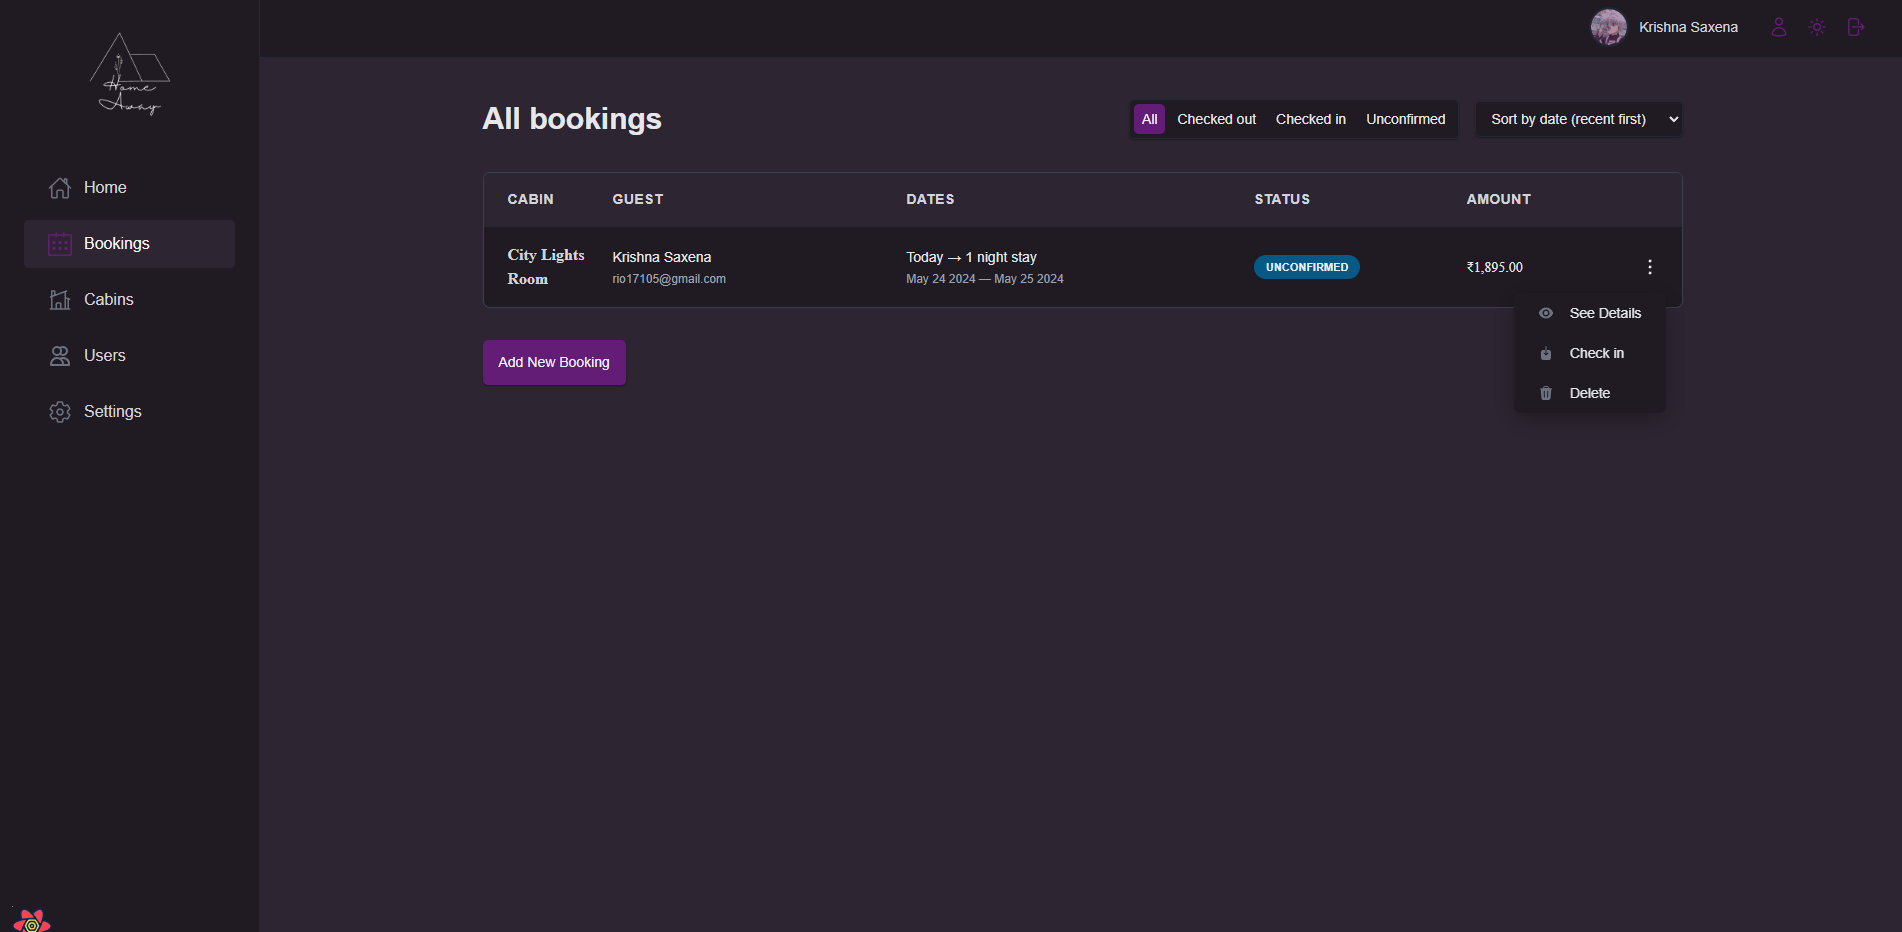 Home
Away
Krishna Saxena
Home
Bookings
Cabins
Users
Settings
All bookings
All Checked out Checked in Unconfirmed
Sort by date (recent first)
CABIN GUEST DATES STATUS AMOUNT
City Lights
Room
Krishna Saxena
rio17105@gmail.com
Today → 1 night stay
May 24 2024 — May 25 2024
UNCONFIRMED
₹1,895.00
See Details
Check in
Delete
Add New Booking